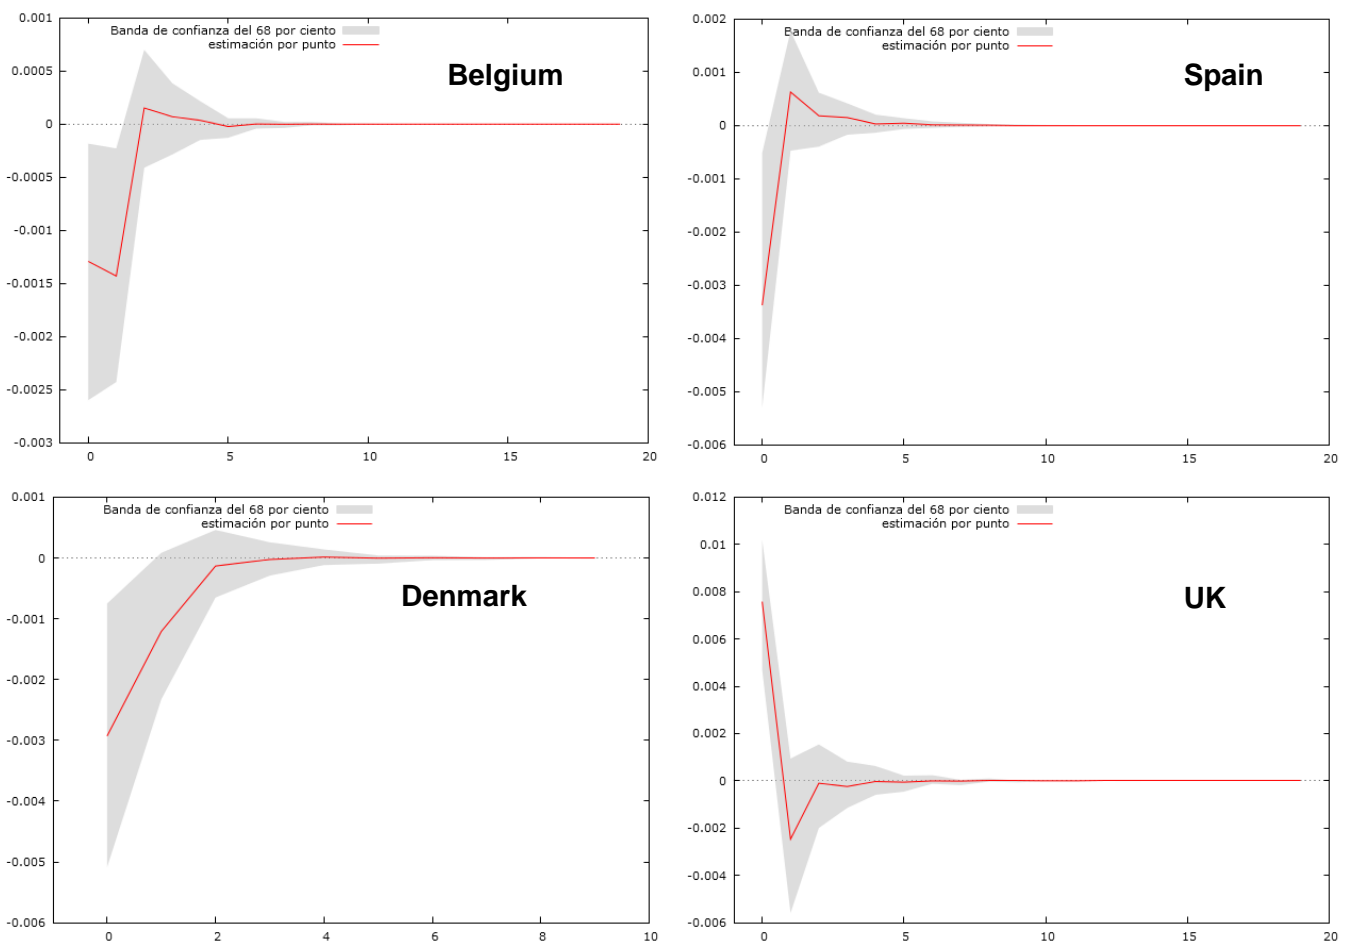 0.001
Banda de confianza del 68 por ciento
estimación por punto
0.0005
Belgium
0
-0.0005
-0.001
-0.0015
-0.002
-0.0025
-0.003
0 5 10 15 20
0.002
Banda de confianza del 68 por ciento
estimación por punto
0.001
Spain
0
-0.001
-0.002
-0.003
-0.004
-0.005
-0.006
0 5 10 15 20
0.001
Banda de confianza del 68 por ciento
estimación por punto
0
Denmark
-0.001
-0.002
-0.003
-0.004
-0.005
-0.006
0 2 4 6 8 10
0.012
Banda de confianza del 68 por ciento
estimación por punto
0.01
0.008
UK
0.006
0.004
0.002
0
-0.002
-0.004
-0.006
0 5 10 15 20